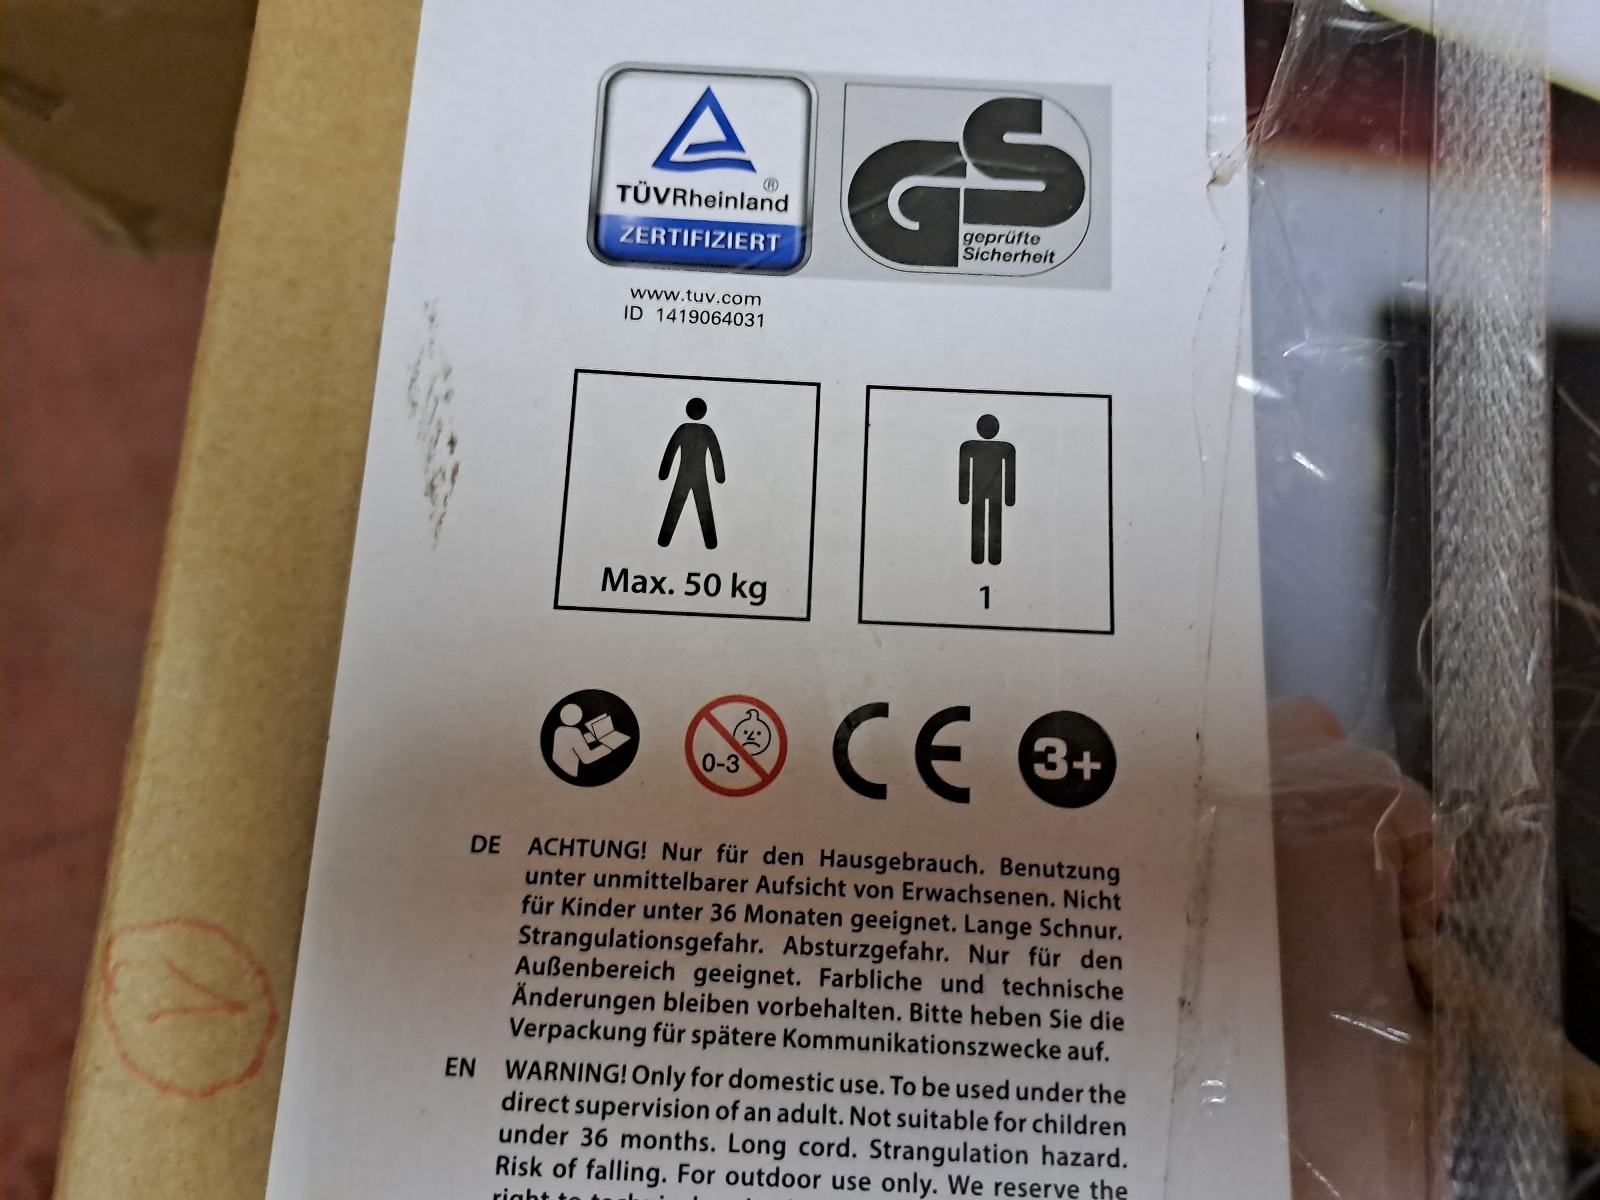 TÜVRheinland
®
ZERTIFIZIERT
GS
geprüfte
Sicherheit
www.tuv.com
ID 1419064031
Max. 50 kg
1
0-3
CE
3+
DE ACHTUNG! Nur für den Hausgebrauch. Benutzung
unter unmittelbarer Aufsicht von Erwachsenen. Nicht
für Kinder unter 36 Monaten geeignet. Lange Schnur.
Strangulationsgefahr. Absturzgefahr. Nur für den
Außenbereich geeignet. Farbliche und technische
Änderungen bleiben vorbehalten. Bitte heben Sie die
Verpackung für spätere Kommunikationszwecke auf.
1
EN WARNING! Only for domestic use. To be used under the
direct supervision of an adult. Not suitable for children
under 36 months. Long cord. Strangulation hazard.
Risk of falling. For outdoor use only. We reserve the
right to